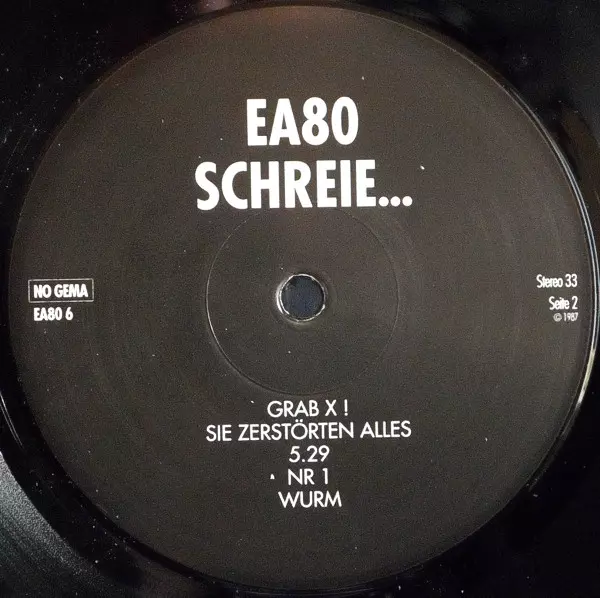 EA80
SCHREIE...
NO GEMA
EA80 6
Stereo 33
Seite 2
© 1987
GRAB X !
SIE ZERSTÖRTEN ALLES
5.29
NR 1
WURM